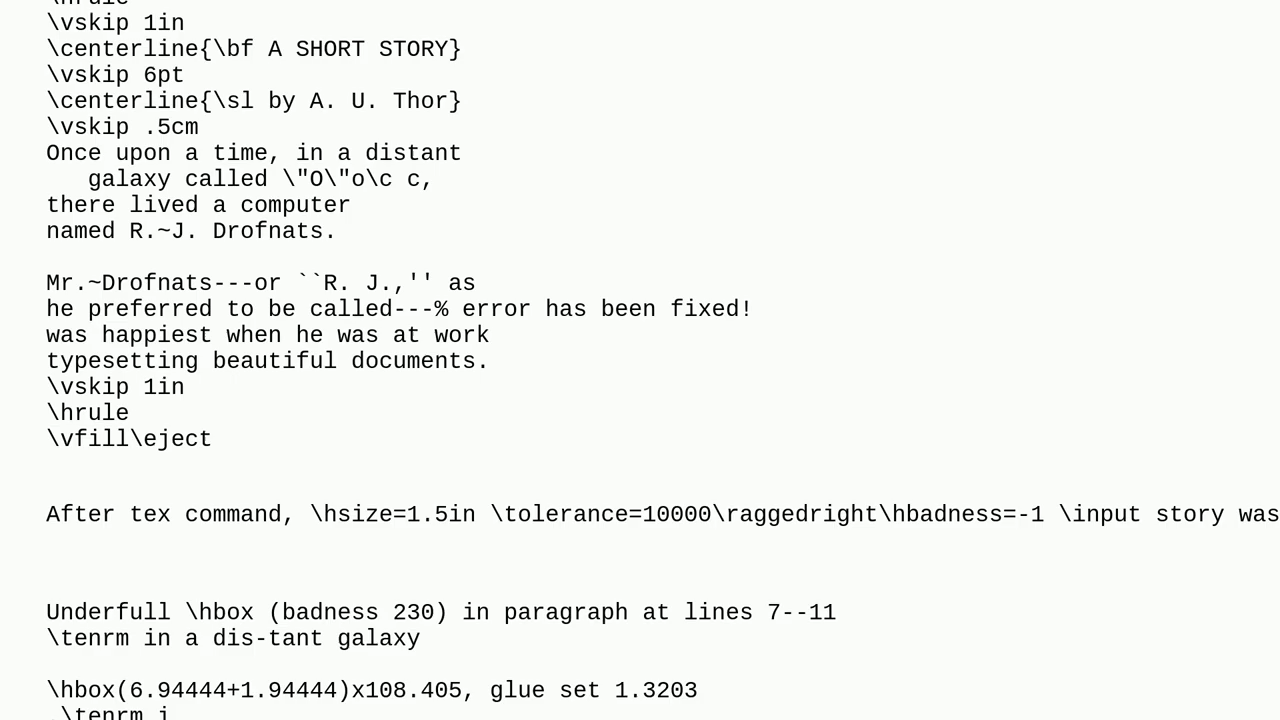 \hrule
\vskip 1in
\centerline{\bf A SHORT STORY}
\vskip 6pt
\centerline{\sl by A. U. Thor}
\vskip .5cm
Once upon a time, in a distant
   galaxy called \"O\"o\c c,
there lived a computer
named R.~J. Drofnats.

Mr.~Drofnats---or ``R. J.,'' as
he preferred to be called---% error has been fixed!
was happiest when he was at work
typesetting beautiful documents.
\vskip 1in
\hrule
\vfill\eject

After tex command, \hsize=1.5in \tolerance=10000\raggedright\hbadness=-1 \input story was

Underfull \hbox (badness 230) in paragraph at lines 7--11
\tenrm in a dis-tant galaxy

\hbox(6.94444+1.94444)x108.405, glue set 1.3203
.\tenrm i